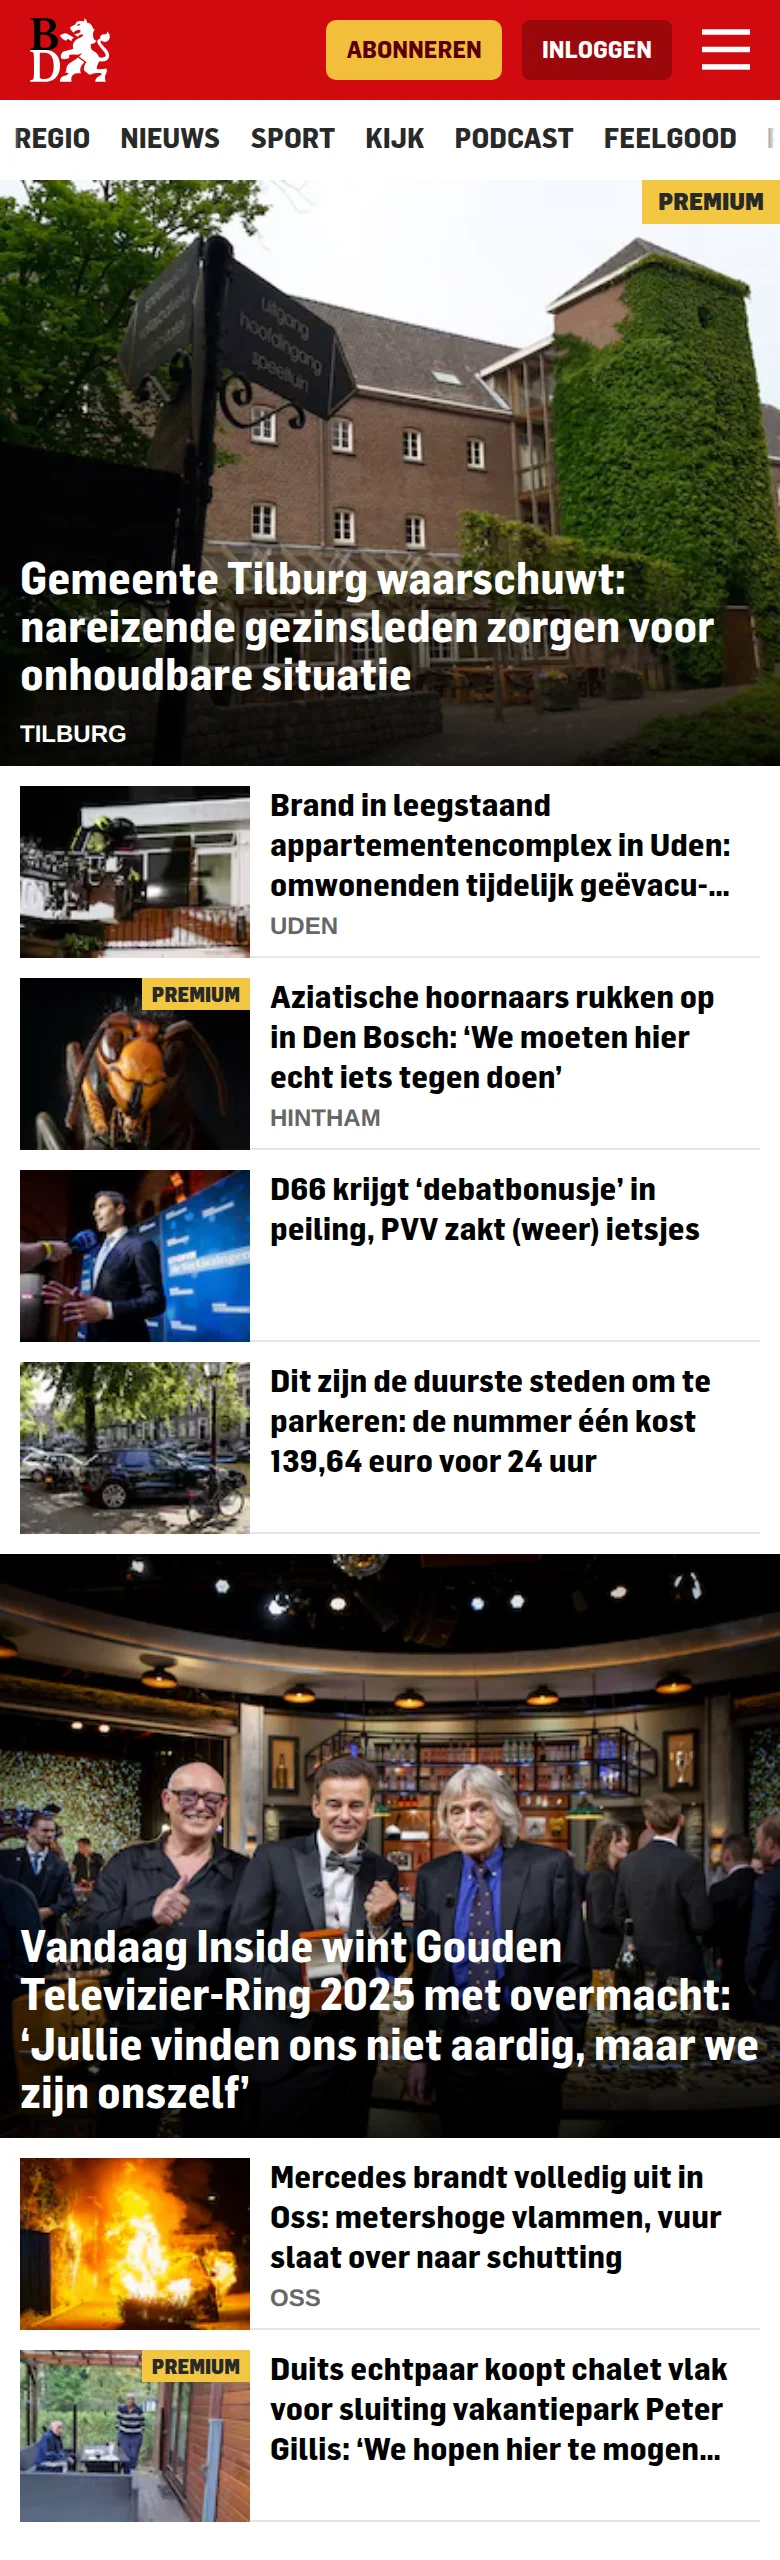 BD
ABONNEREN
INLOGGEN
REGIO NIEUWS SPORT KIJK PODCAST FEELGOOD
PREMIUM
uitgang
hoofdingang
speeltuin
Gemeente Tilburg waarschuwt:
nareizende gezinsleden zorgen voor
onhoudbare situatie
TILBURG
Brand in leegstaand
appartementencomplex in Uden:
omwonenden tijdelijk geëvacu-...
UDEN
PREMIUM
Aziatische hoornaars rukken op
in Den Bosch: ‘We moeten hier
echt iets tegen doen’
HINTHAM
D66 krijgt ‘debatbonusje’ in
peiling, PVV zakt (weer) ietsjes
Dit zijn de duurste steden om te
parkeren: de nummer één kost
139,64 euro voor 24 uur
Vandaag Inside wint Gouden
Televizier-Ring 2025 met overmacht:
‘Jullie vinden ons niet aardig, maar we
zijn onszelf’
Mercedes brandt volledig uit in
Oss: metershoge vlammen, vuur
slaat over naar schutting
OSS
PREMIUM
Duits echtpaar koopt chalet vlak
voor sluiting vakantiepark Peter
Gillis: ‘We hopen hier te mogen...